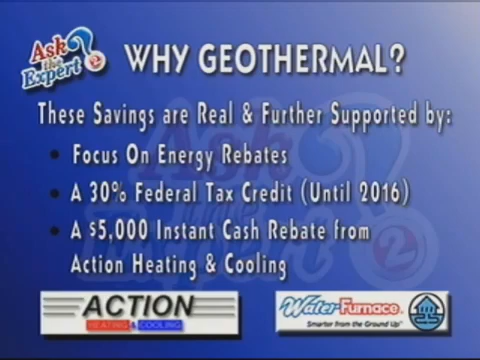 Ask
the
Expert 2
WHY GEOTHERMAL?
These Savings are Real & Further Supported by:
• Focus On Energy Rebates
• A 30% Federal Tax Credit (Until 2016)
• A $5,000 Instant Cash Rebate from
Action Heating & Cooling
ACTION
HEATING & COOLING
WaterFurnace
Smarter from the Ground Up™